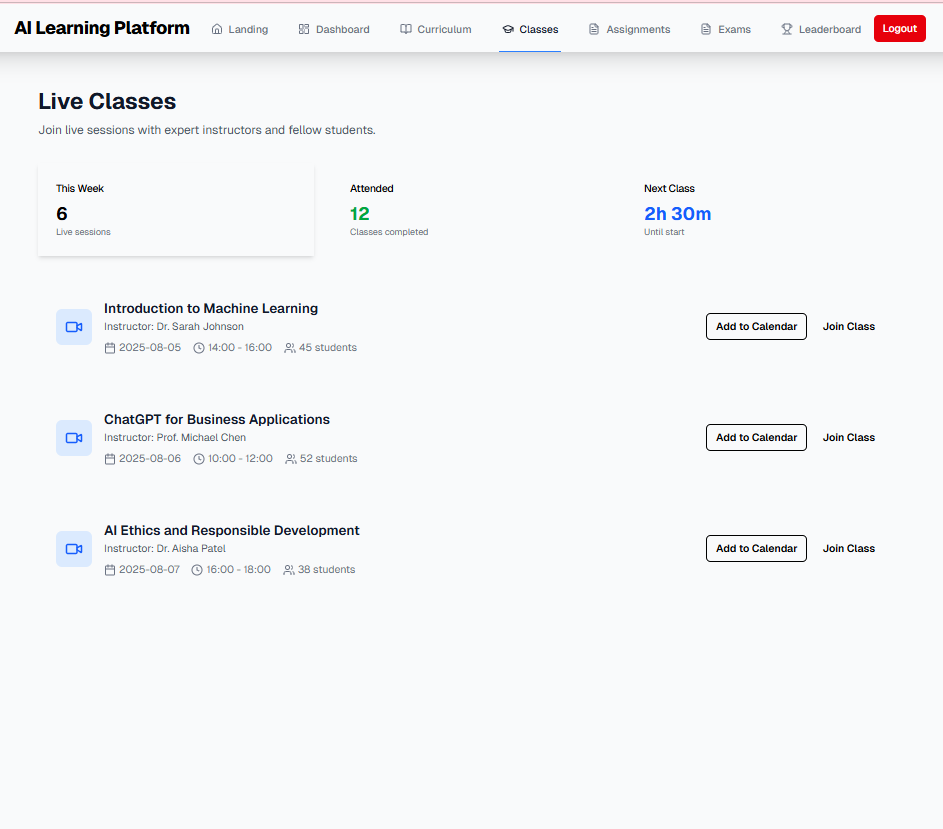 AI Learning Platform
Landing
Dashboard
Curriculum
Classes
Assignments
Exams
Leaderboard
Logout
Live Classes
Join live sessions with expert instructors and fellow students.
This Week
6
Live sessions
Attended
12
Classes completed
Next Class
2h 30m
Until start
Introduction to Machine Learning
Instructor: Dr. Sarah Johnson
2025-08-05 14:00 - 16:00 45 students
Add to Calendar
Join Class
ChatGPT for Business Applications
Instructor: Prof. Michael Chen
2025-08-06 10:00 - 12:00 52 students
Add to Calendar
Join Class
AI Ethics and Responsible Development
Instructor: Dr. Aisha Patel
2025-08-07 16:00 - 18:00 38 students
Add to Calendar
Join Class